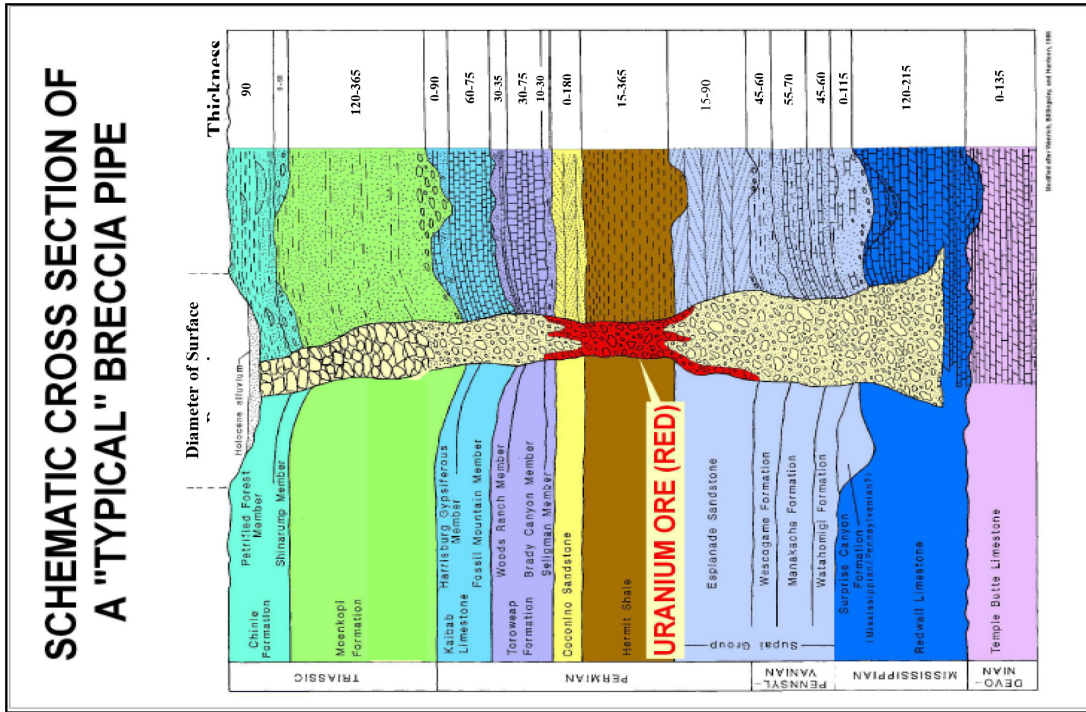 SCHEMATIC CROSS SECTION OF
A "TYPICAL" BRECCIA PIPE
Thickness
90
120-365
0-90
60-75
30-35
30-75
10-30
0-180
15-365
15-90
45-60
55-70
45-60
0-115
120-215
0-135
Diameter of Surface
Holocene alluvium
Chinle
Formation
Petrified Forest
Member
Shinarump Member
Moenkopi
Formation
Kaibab
Limestone
Harrisburg Gypsiferous
Member
Fossil Mountain Member
Toroweap
Formation
Woods Ranch Member
Brady Canyon Member
Seligman Member
Coconino Sandstone
Hermit Shale
URANIUM ORE (RED)
Supai Group
Esplanade Sandstone
Wescogame Formation
Manakacha Formation
Watahomigi Formation
Surprise Canyon
Formation
(Mississippian/Pennsylvanian?)
Redwall Limestone
Temple Butte Limestone
TRIASSIC
PERMIAN
PENNSYL-
VANIAN
MISSISSIPPIAN
DEVO-
NIAN
Modified after Wenrich, Billingsley, and